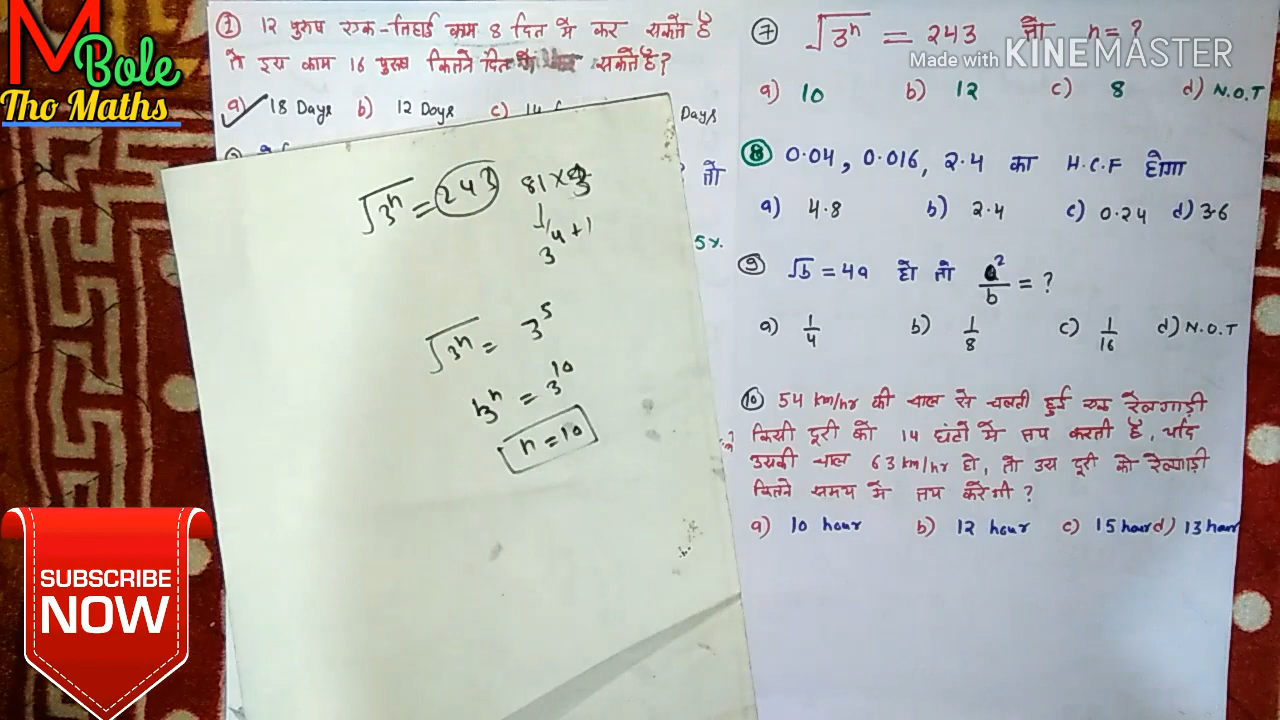 M
Bole
Tho Maths
① 12 पुरुष एक-तिहाई काम 8 दिन में कर सकते हैं
तो इस काम 16 पुरुष कितने दिन में सकते है?
a) 18 Days b) 12 Days c) 14
Days
तो
5%
√3ⁿ = 243 81×3
3⁴⁺¹
√3ⁿ = 3⁵
3ⁿ = 3¹⁰
n = 10
⑦ √3ⁿ = 243 तो n = ?
Made with KINEMASTER
a) 10 b) 12 c) 8 d) N.O.T
⑧ 0.04, 0.016, 2.4 का H.C.F होगा
a) 4.8 b) 2.4 c) 0.24 d) 3.6
⑨ √b = 4a हो तो a²/b = ?
a) 1/4 b) 1/8 c) 1/16 d) N.O.T
⑩ 54 km/hr की चाल से चलती हुई एक रेलगाड़ी
किसी दूरी को 14 घंटों में तय करती है, यदि
उसकी चाल 63 km/hr हो, तो उस दूरी को रेलगाड़ी
कितने समय में तय करेगी ?
a) 10 hour b) 12 hour c) 15 hour d) 13 hour
SUBSCRIBE
NOW